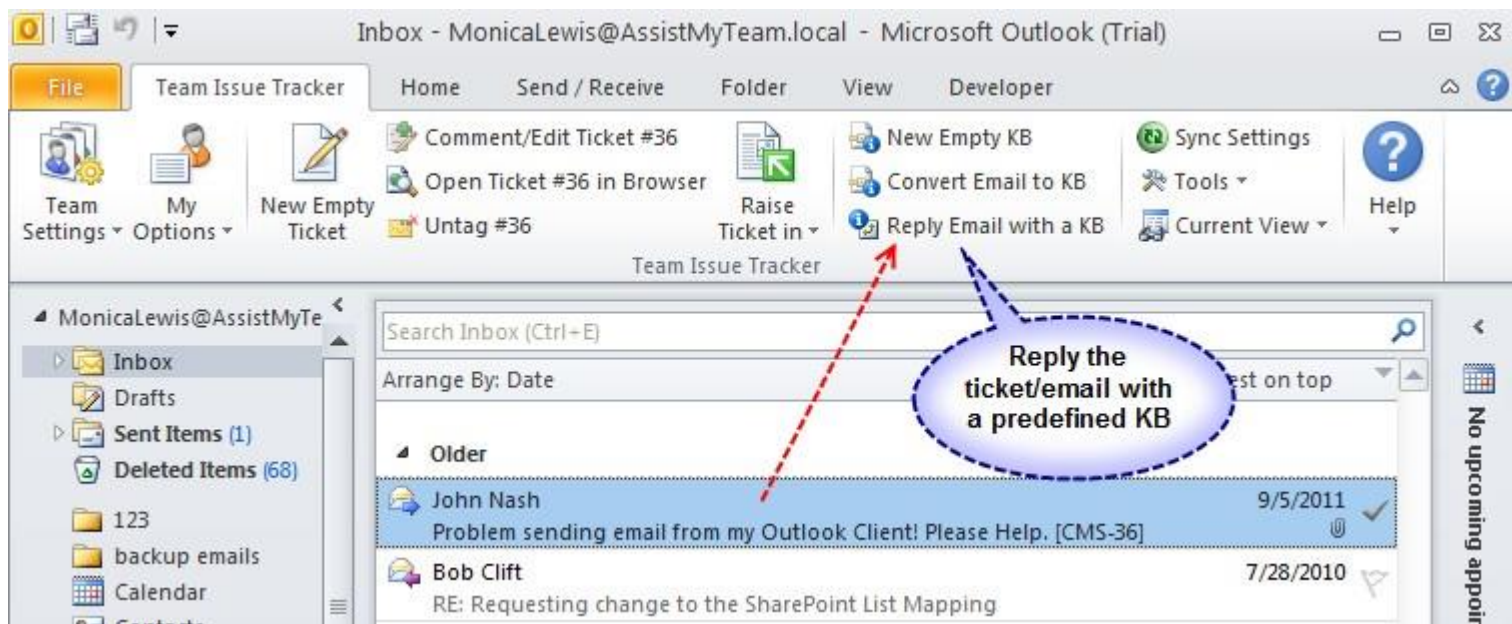 Inbox - MonicaLewis@AssistMyTeam.local - Microsoft Outlook (Trial)
File Team Issue Tracker Home Send / Receive Folder View Developer
Team Settings
My Options
New Empty Ticket
Comment/Edit Ticket #36
Open Ticket #36 in Browser
Untag #36
Raise Ticket in
New Empty KB
Convert Email to KB
Reply Email with a KB
Sync Settings
Tools
Current View
Help
Team Issue Tracker
MonicaLewis@AssistMyTe
Inbox
Drafts
Sent Items (1)
Deleted Items (68)
123
backup emails
Calendar
Search Inbox (Ctrl+E)
Arrange By: Date
est on top
Reply the
ticket/email with
a predefined KB
Older
John Nash 9/5/2011
Problem sending email from my Outlook Client! Please Help. [CMS-36]
Bob Clift 7/28/2010
RE: Requesting change to the SharePoint List Mapping
No upcoming appoin